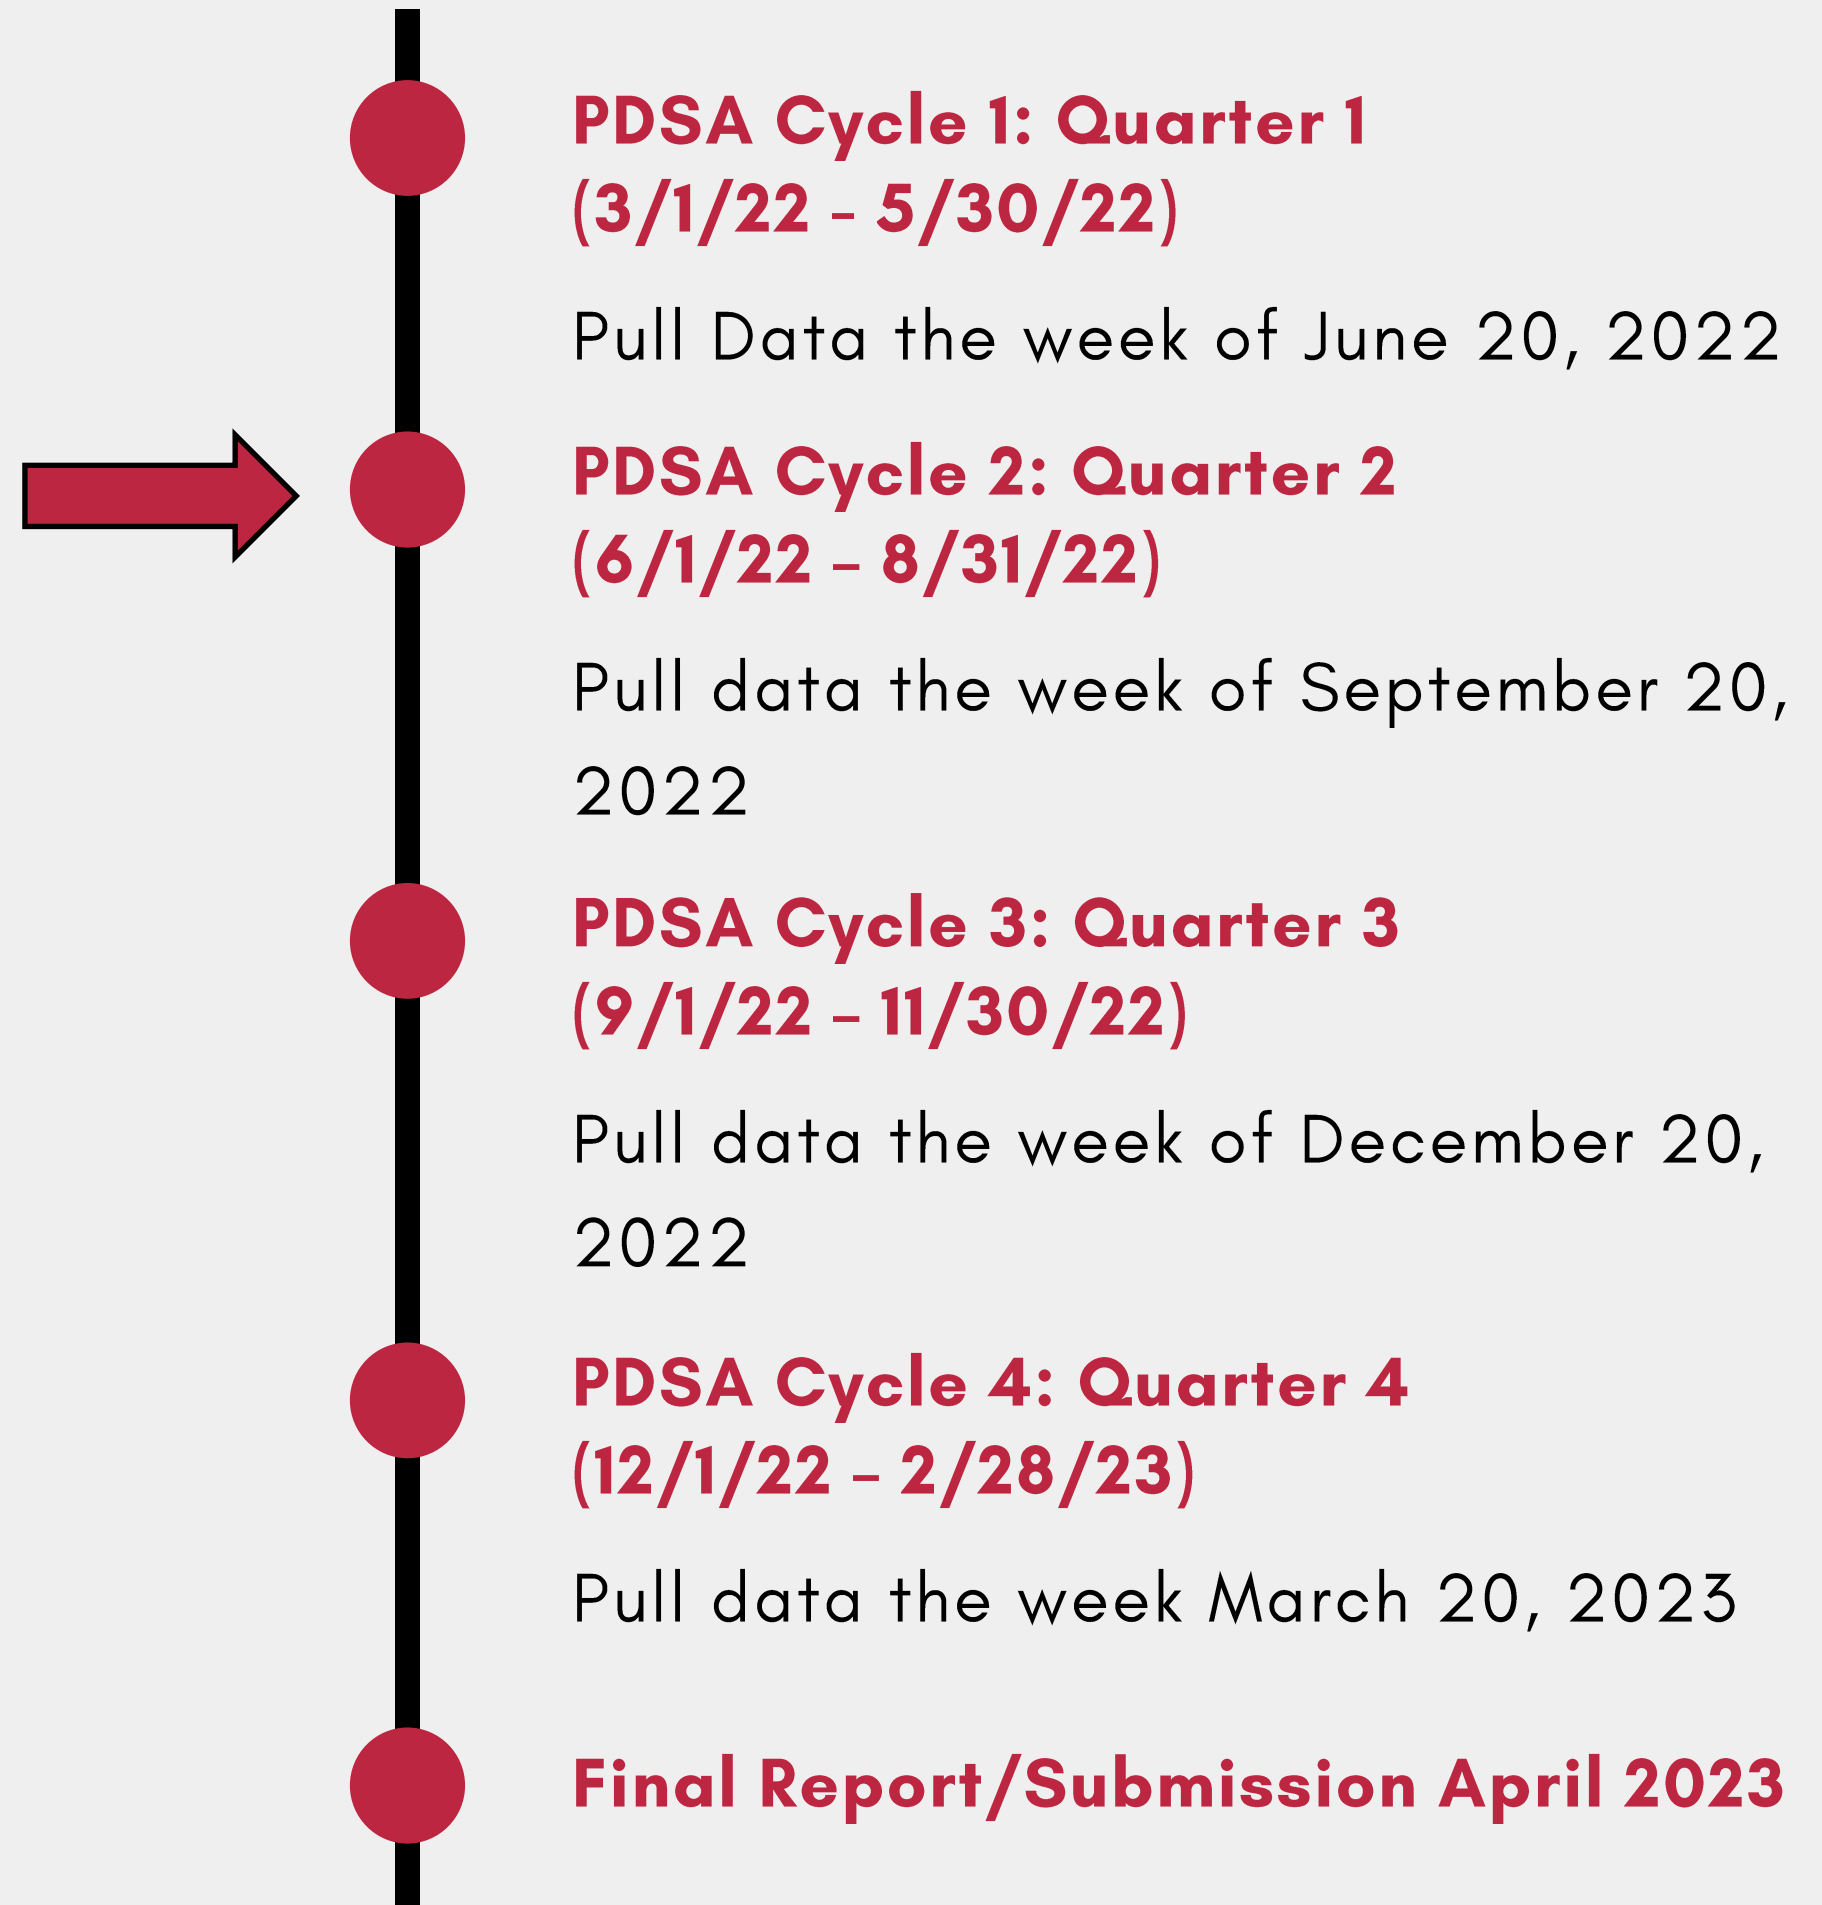 PDSA Cycle 1: Quarter 1
(3/1/22 – 5/30/22)
Pull Data the week of June 20, 2022
PDSA Cycle 2: Quarter 2
(6/1/22 – 8/31/22)
Pull data the week of September 20,
2022
PDSA Cycle 3: Quarter 3
(9/1/22 – 11/30/22)
Pull data the week of December 20,
2022
PDSA Cycle 4: Quarter 4
(12/1/22 – 2/28/23)
Pull data the week March 20, 2023
Final Report/Submission April 2023